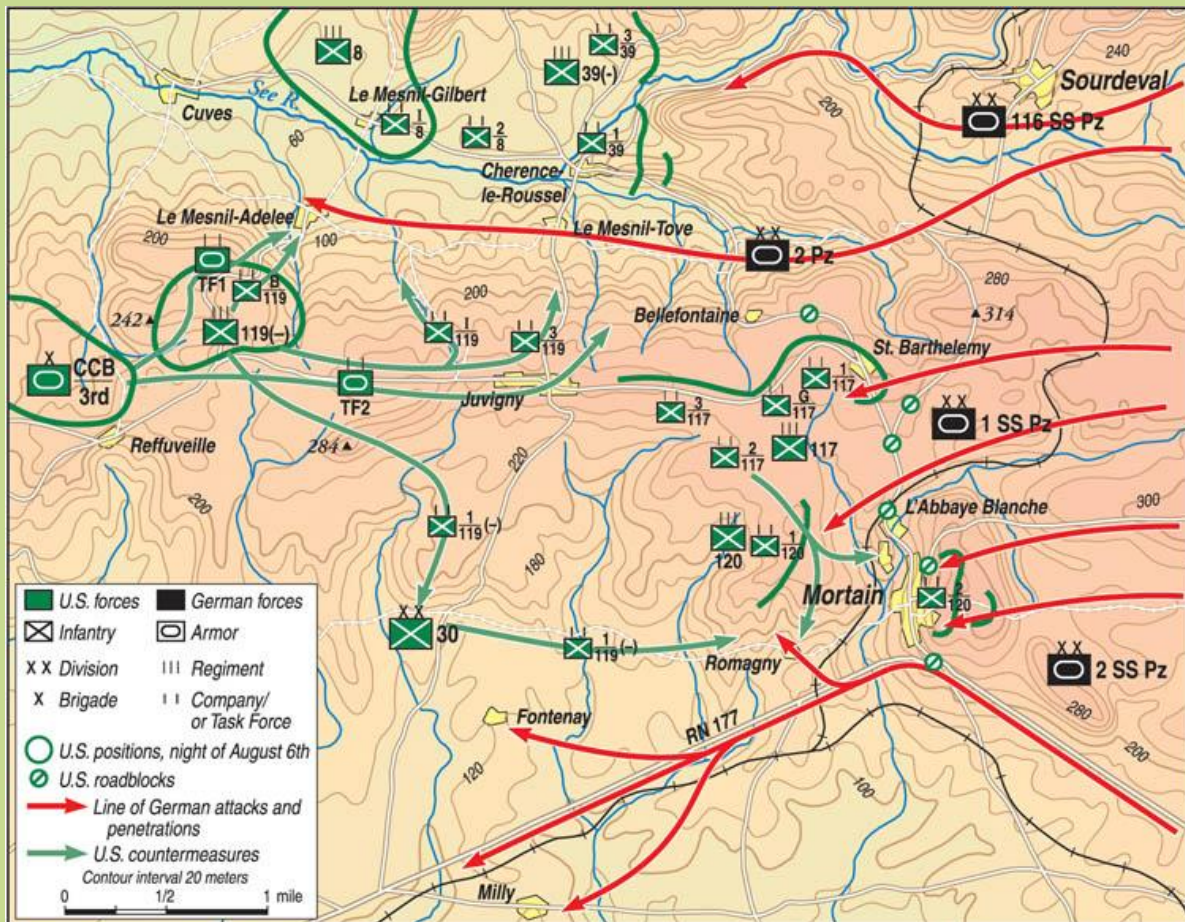 8
3
39
39(-)
240
Sourdeval
Cuves
See R.
Le Mesnil-Gilbert
60
1
8
2
8
1
39
200
116 SS Pz
Cherence-
le-Roussel
Le Mesnil-Adelee
100
Le Mesnil-Tove
2 Pz
200
TF1
B
119
242
119(–)
200
1
119
3
119
Bellefontaine
280
314
St. Barthelemy
CCB
3rd
TF2
Juvigny
1
117
G
117
3
117
117
1 SS Pz
Reffuveille
284
220
2
117
200
1
119(–)
180
120
1
120
L'Abbaye Blanche
300
Mortain
2
120
30
1
119(–)
Romagny
2 SS Pz
280
Fontenay
RN 177
200
120
100
Milly
U.S. forces
German forces
Infantry
Armor
X X Division
III Regiment
X Brigade
I I Company/
or Task Force
U.S. positions, night of August 6th
U.S. roadblocks
Line of German attacks and
penetrations
U.S. countermeasures
Contour interval 20 meters
0 1/2 1 mile